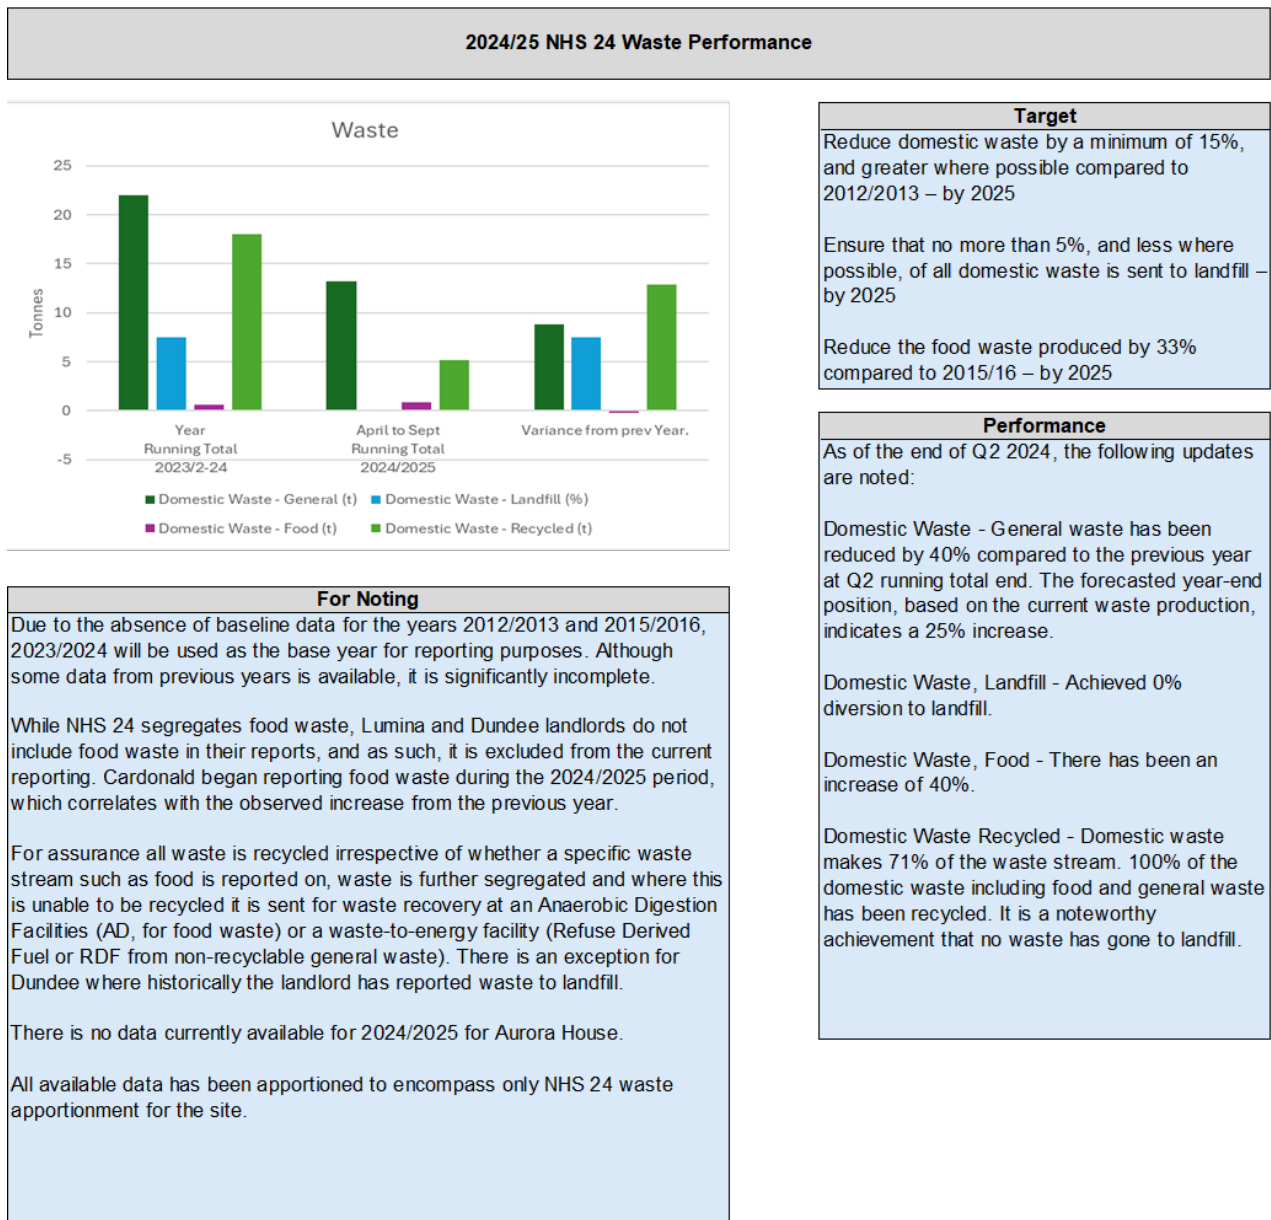 2024/25 NHS 24 Waste Performance
Waste
25
20
15
10
5
0
-5
Tonnes
Year
Running Total
2023/2-24
April to Sept
Running Total
2024/2025
Variance from prev Year.
Domestic Waste - General (t)
Domestic Waste - Landfill (%)
Domestic Waste - Food (t)
Domestic Waste - Recycled (t)
Target
Reduce domestic waste by a minimum of 15%,
and greater where possible compared to
2012/2013 – by 2025
Ensure that no more than 5%, and less where
possible, of all domestic waste is sent to landfill –
by 2025
Reduce the food waste produced by 33%
compared to 2015/16 – by 2025
Performance
As of the end of Q2 2024, the following updates
are noted:
Domestic Waste - General waste has been
reduced by 40% compared to the previous year
at Q2 running total end. The forecasted year-end
position, based on the current waste production,
indicates a 25% increase.
Domestic Waste, Landfill - Achieved 0%
diversion to landfill.
Domestic Waste, Food - There has been an
increase of 40%.
Domestic Waste Recycled - Domestic waste
makes 71% of the waste stream. 100% of the
domestic waste including food and general waste
has been recycled. It is a noteworthy
achievement that no waste has gone to landfill.
For Noting
Due to the absence of baseline data for the years 2012/2013 and 2015/2016,
2023/2024 will be used as the base year for reporting purposes. Although
some data from previous years is available, it is significantly incomplete.
While NHS 24 segregates food waste, Lumina and Dundee landlords do not
include food waste in their reports, and as such, it is excluded from the current
reporting. Cardonald began reporting food waste during the 2024/2025 period,
which correlates with the observed increase from the previous year.
For assurance all waste is recycled irrespective of whether a specific waste
stream such as food is reported on, waste is further segregated and where this
is unable to be recycled it is sent for waste recovery at an Anaerobic Digestion
Facilities (AD, for food waste) or a waste-to-energy facility (Refuse Derived
Fuel or RDF from non-recyclable general waste). There is an exception for
Dundee where historically the landlord has reported waste to landfill.
There is no data currently available for 2024/2025 for Aurora House.
All available data has been apportioned to encompass only NHS 24 waste
apportionment for the site.